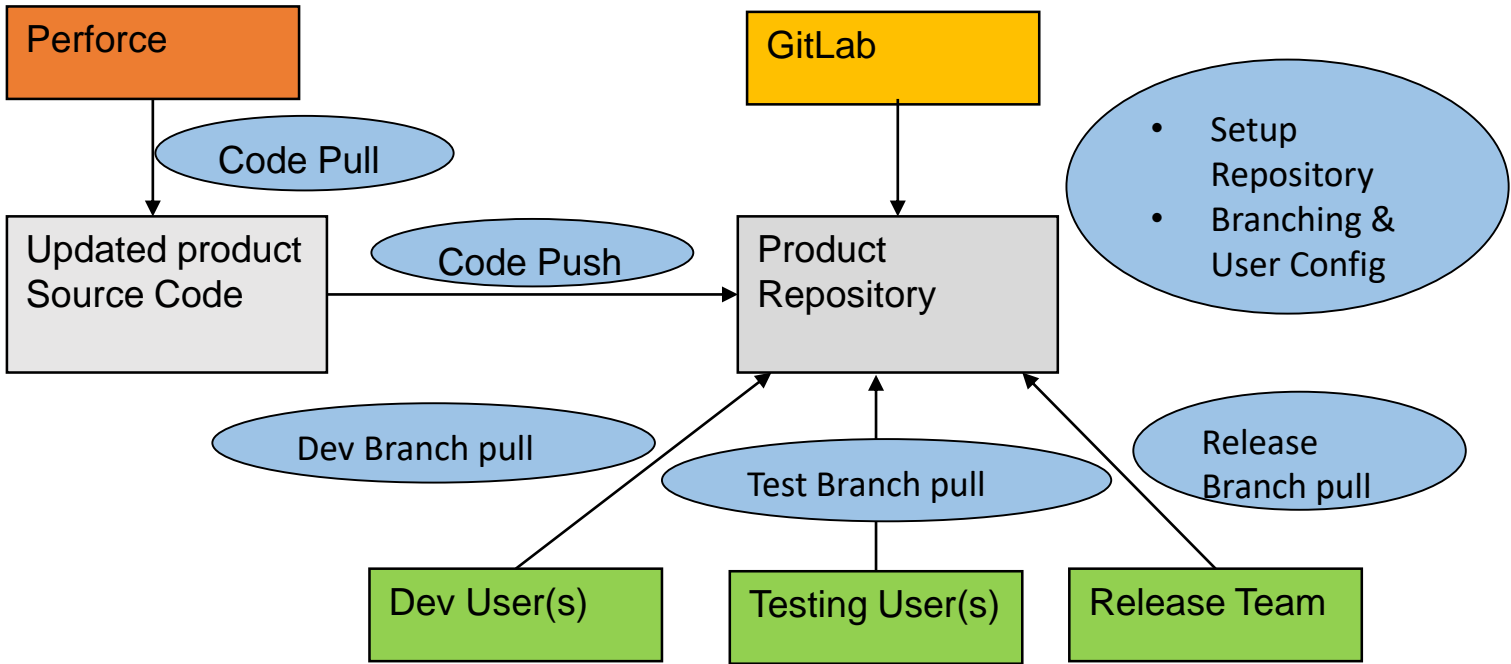 Perforce
GitLab
Code Pull
• Setup
Repository
• Branching &
User Config
Updated product
Source Code
Code Push
Product
Repository
Dev Branch pull
Test Branch pull
Release
Branch pull
Dev User(s)
Testing User(s)
Release Team